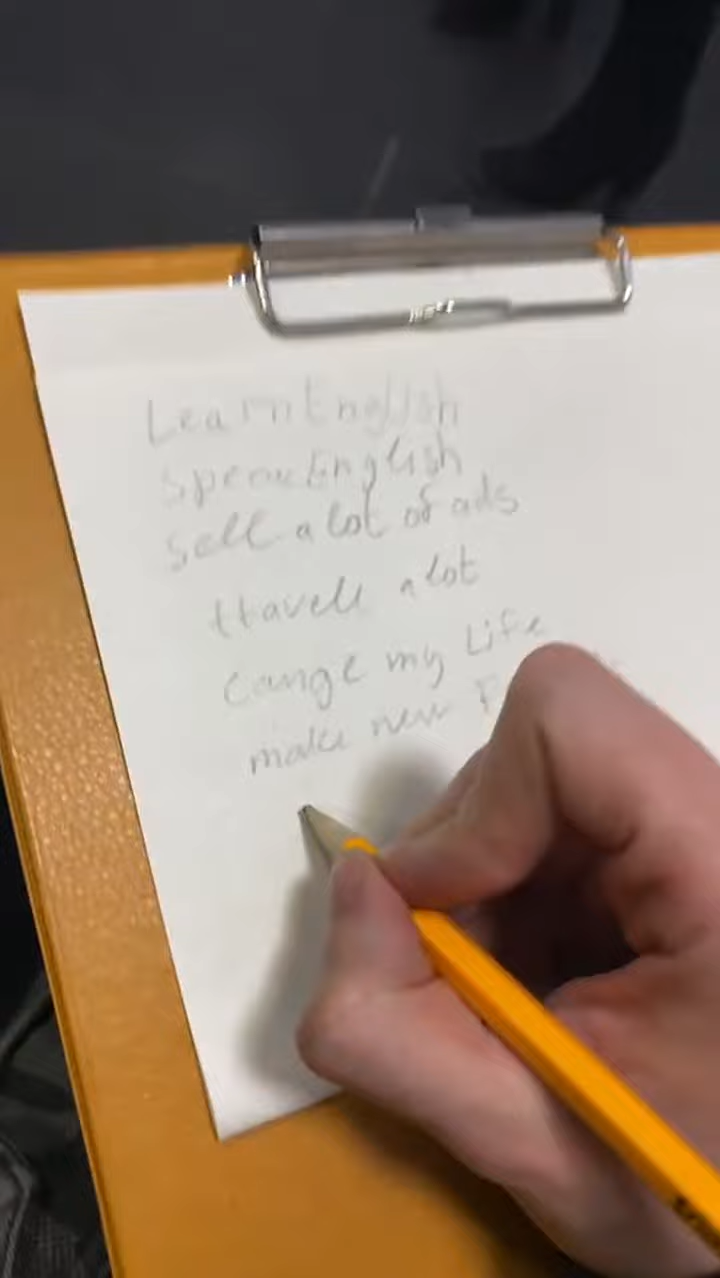 Learn English
Speak English
Sell a lot of ads
travell a lot
cange my Life
make new